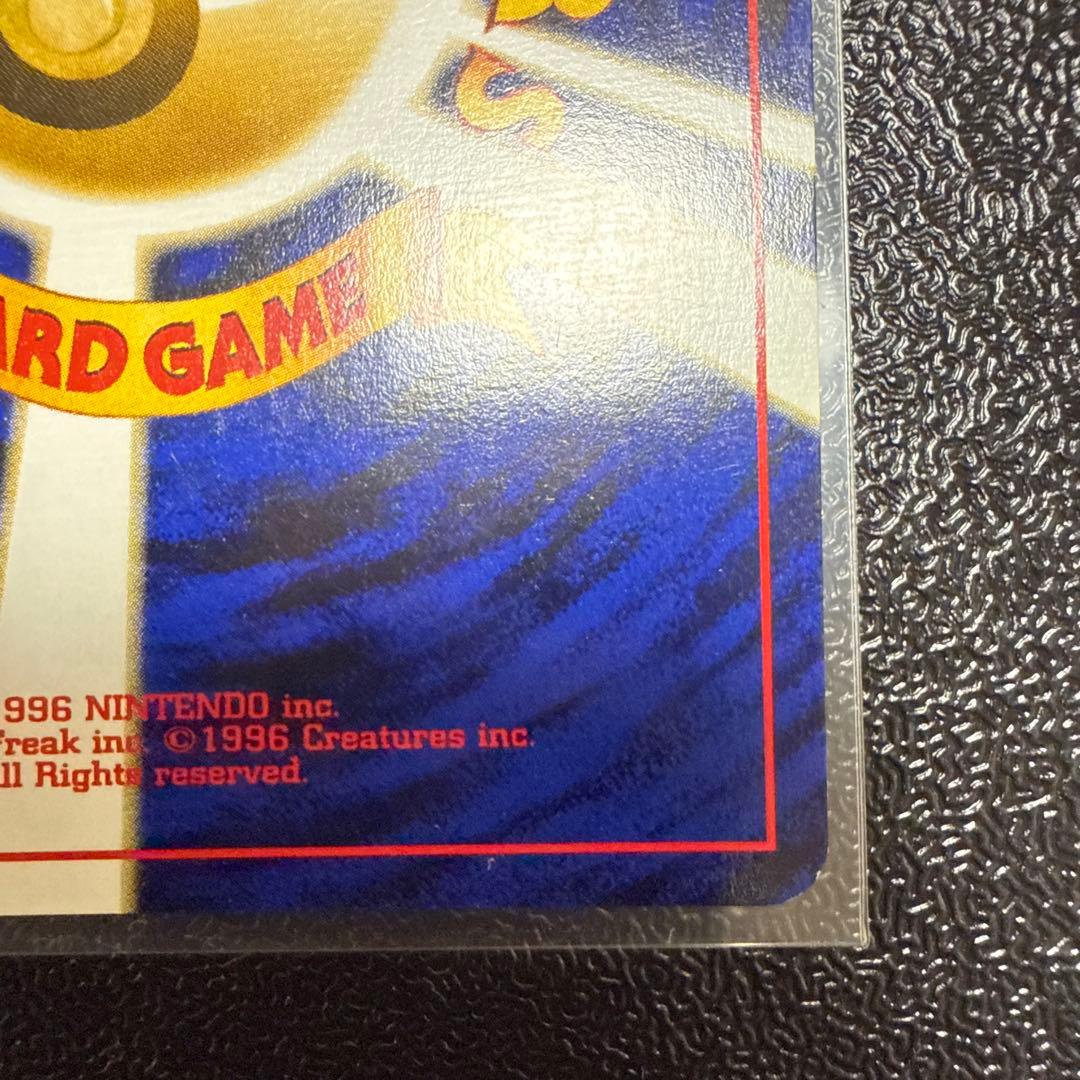 S
ARD GAME
996 NINTENDO inc.
freak inc. ©1996 Creatures inc.
ll Rights reserved.